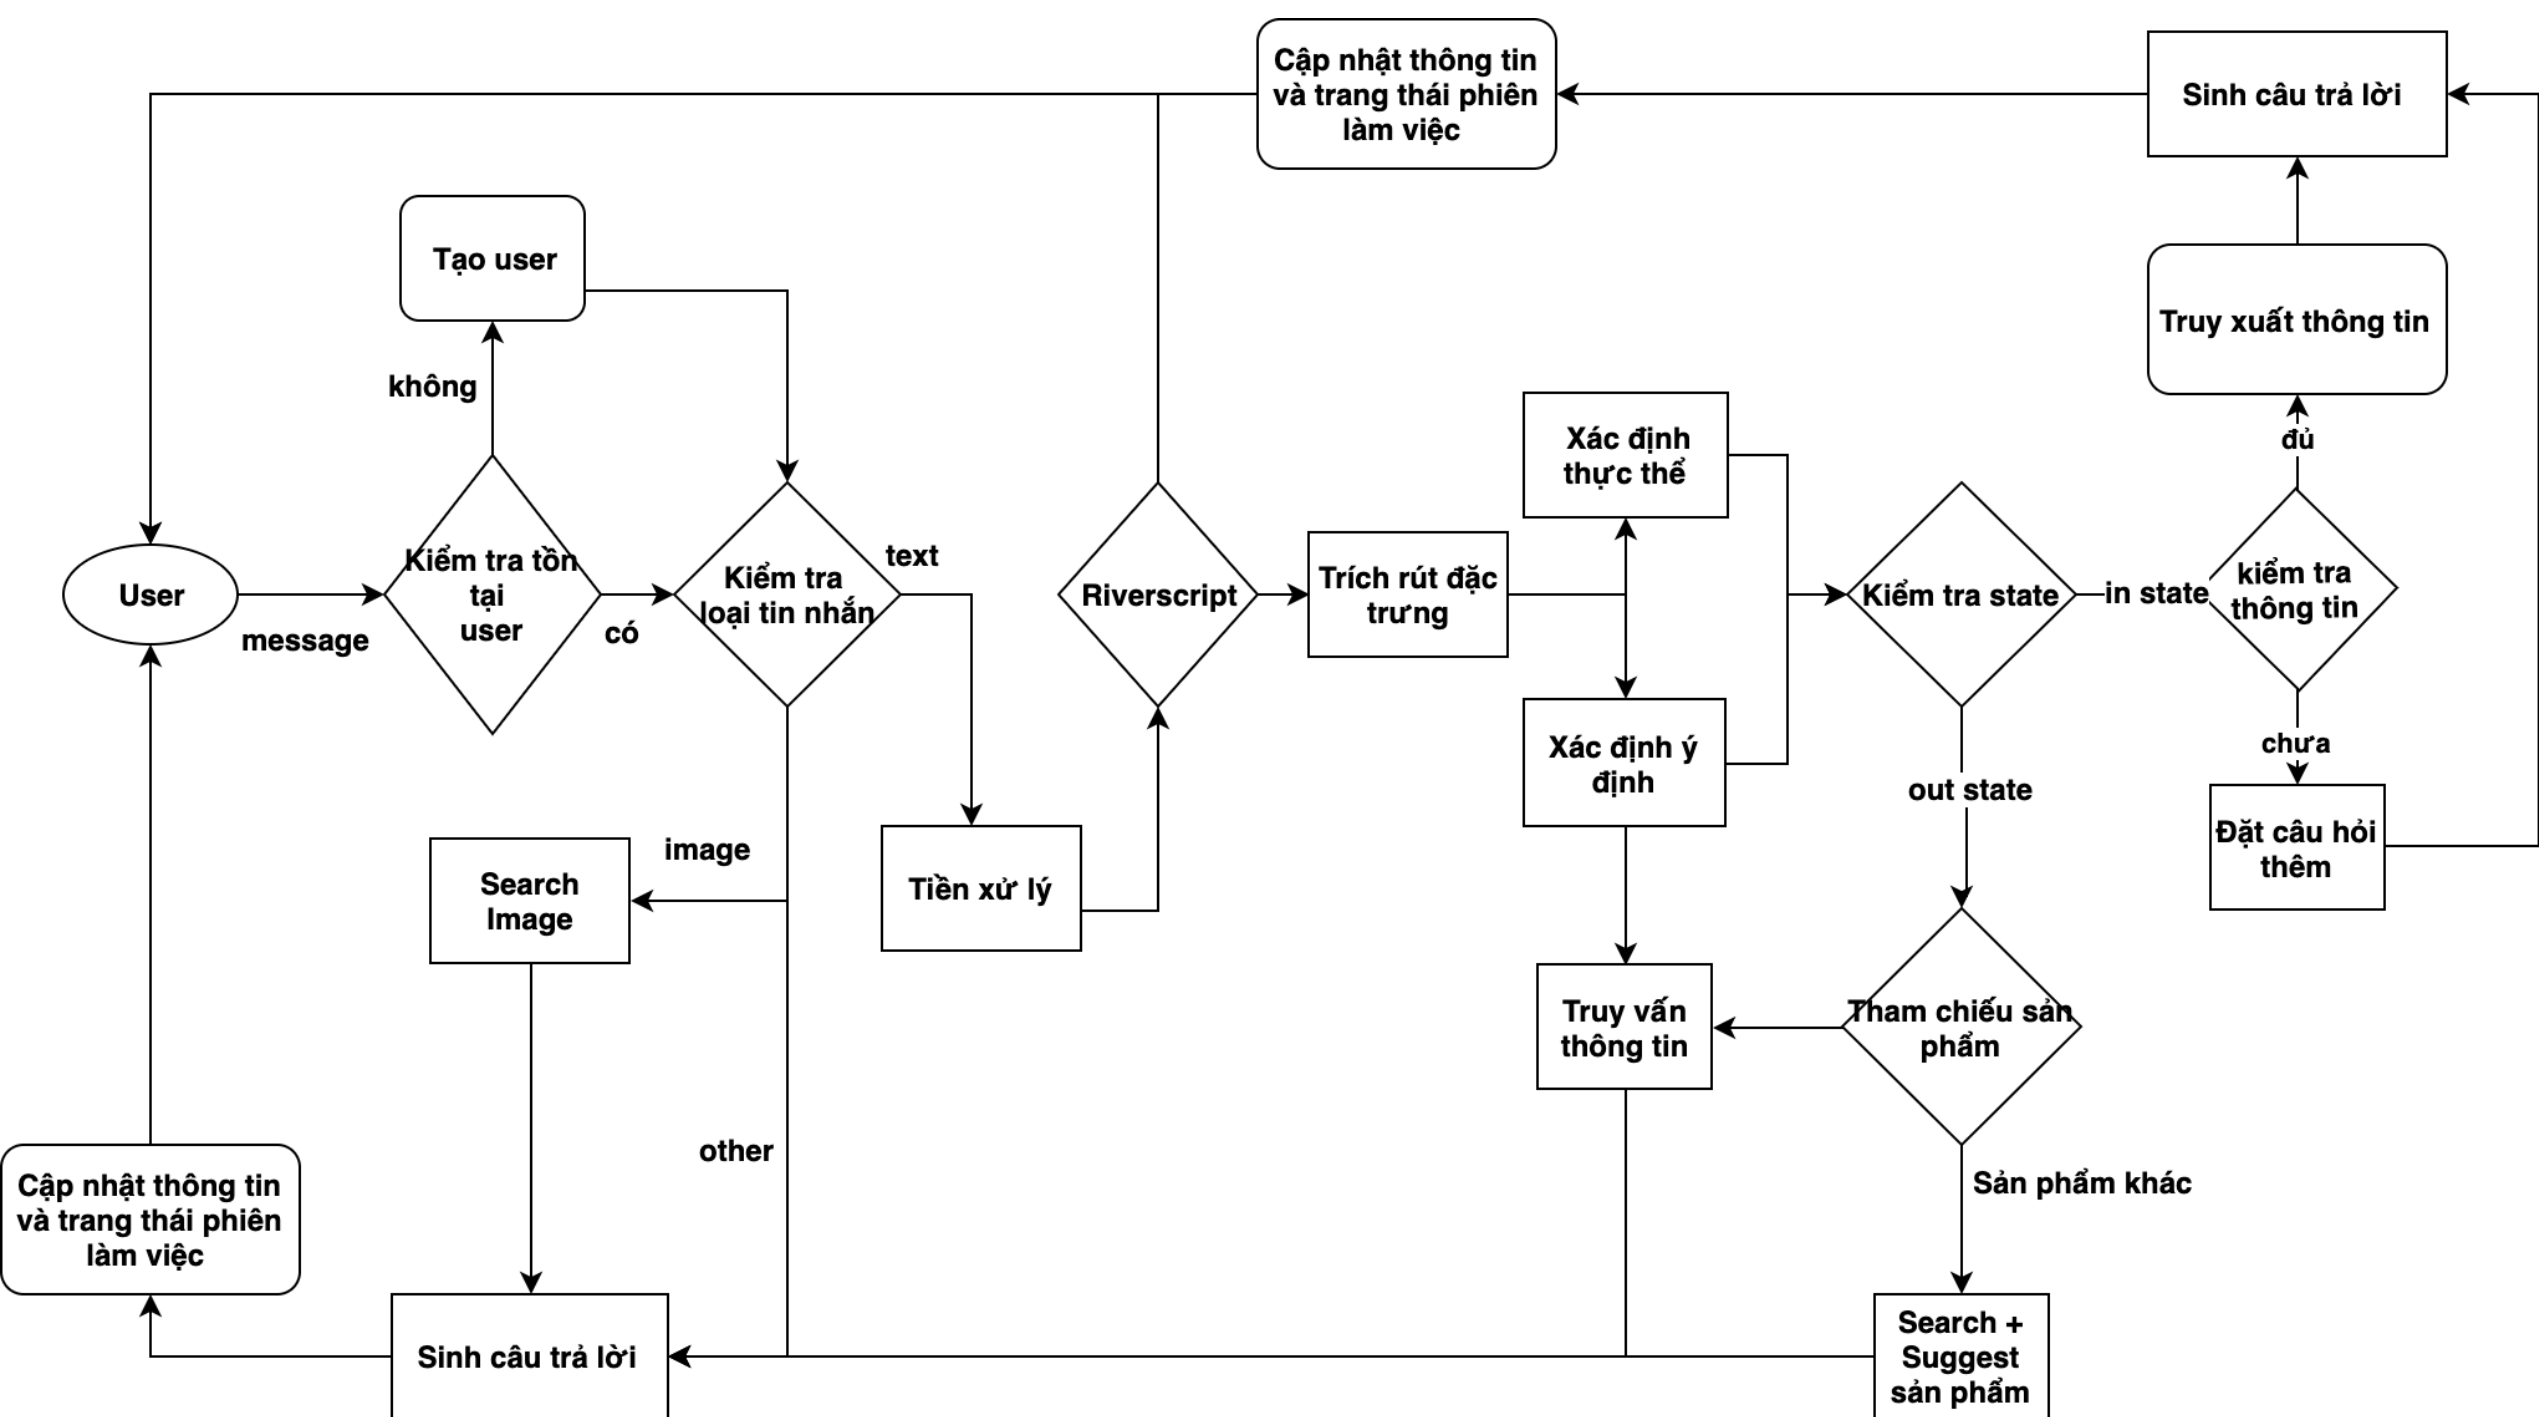 Cập nhật thông tin
và trang thái phiên
làm việc
Sinh câu trả lời
Tạo user
Truy xuất thông tin
không
Xác định
thực thể
đủ
User
message
Kiểm tra tồn
tại
user
có
Kiểm tra
loại tin nhắn
text
Riverscript
Trích rút đặc
trưng
Kiểm tra state
in state
kiểm tra
thông tin
Xác định ý
định
out state
chưa
Đặt câu hỏi
thêm
Search
Image
image
Tiền xử lý
Truy vấn
thông tin
Tham chiếu sản
phẩm
other
Sản phẩm khác
Cập nhật thông tin
và trang thái phiên
làm việc
Sinh câu trả lời
Search +
Suggest
sản phẩm